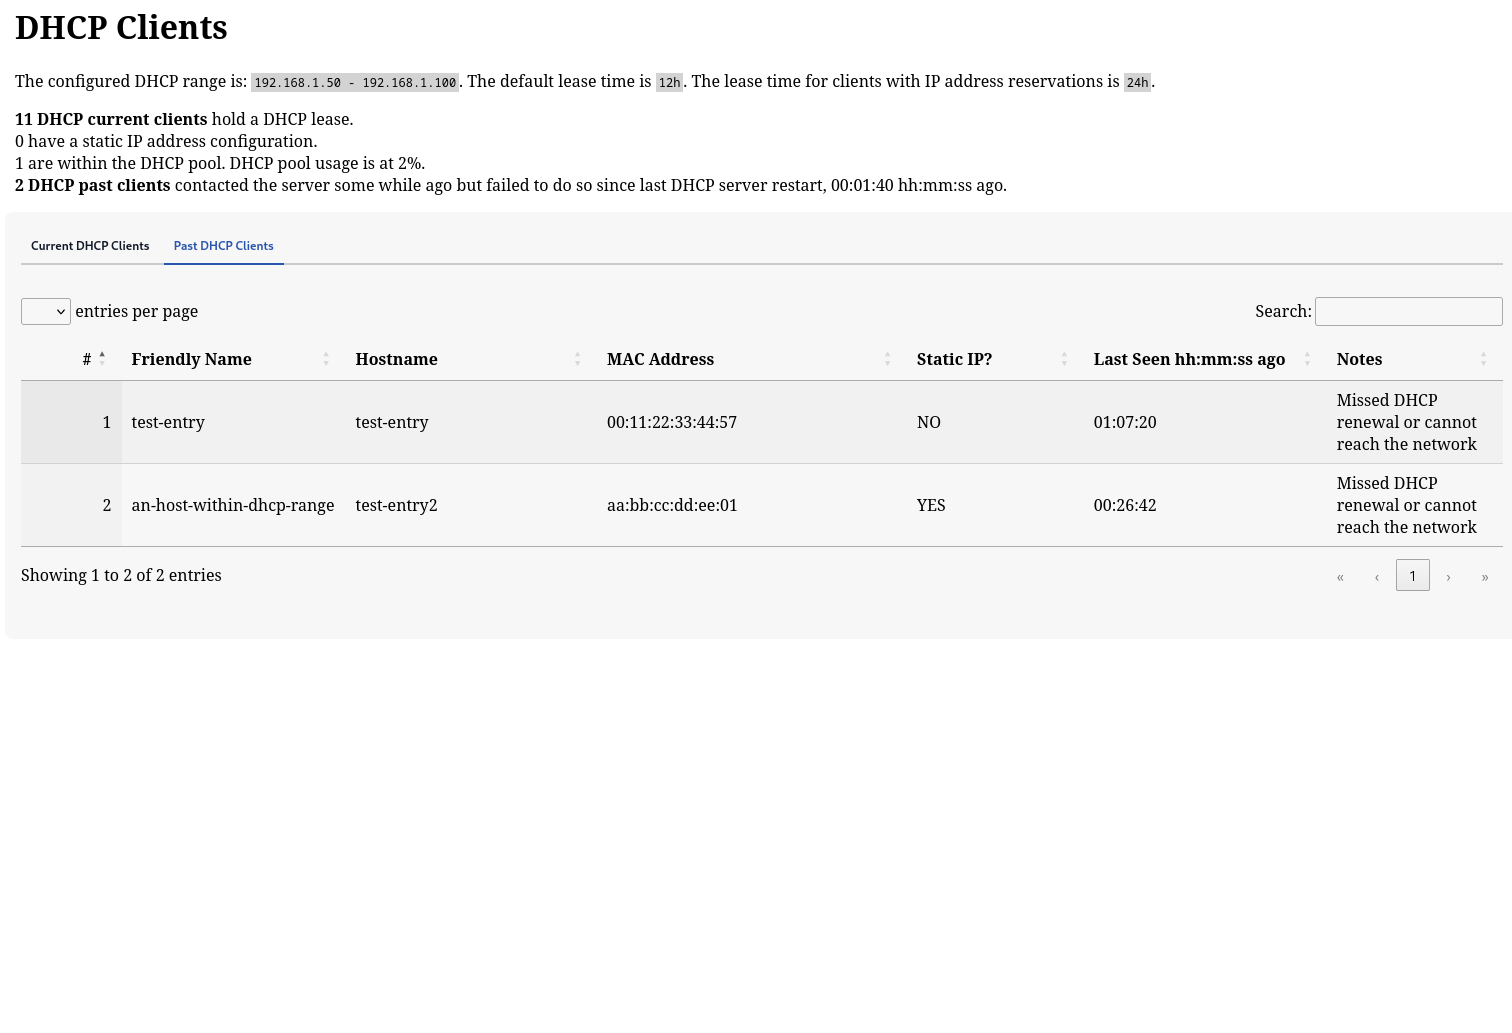 DHCP Clients
The configured DHCP range is: 192.168.1.50 - 192.168.1.100. The default lease time is 12h. The lease time for clients with IP address reservations is 24h.
11 DHCP current clients hold a DHCP lease.
0 have a static IP address configuration.
1 are within the DHCP pool. DHCP pool usage is at 2%.
2 DHCP past clients contacted the server some while ago but failed to do so since last DHCP server restart, 00:01:40 hh:mm:ss ago.
Current DHCP Clients Past DHCP Clients
entries per page Search:
# Friendly Name Hostname MAC Address Static IP? Last Seen hh:mm:ss ago Notes
1 test-entry test-entry 00:11:22:33:44:57 NO 01:07:20 Missed DHCP
renewal or cannot
reach the network
2 an-host-within-dhcp-range test-entry2 aa:bb:cc:dd:ee:01 YES 00:26:42 Missed DHCP
renewal or cannot
reach the network
Showing 1 to 2 of 2 entries « ‹ 1 › »